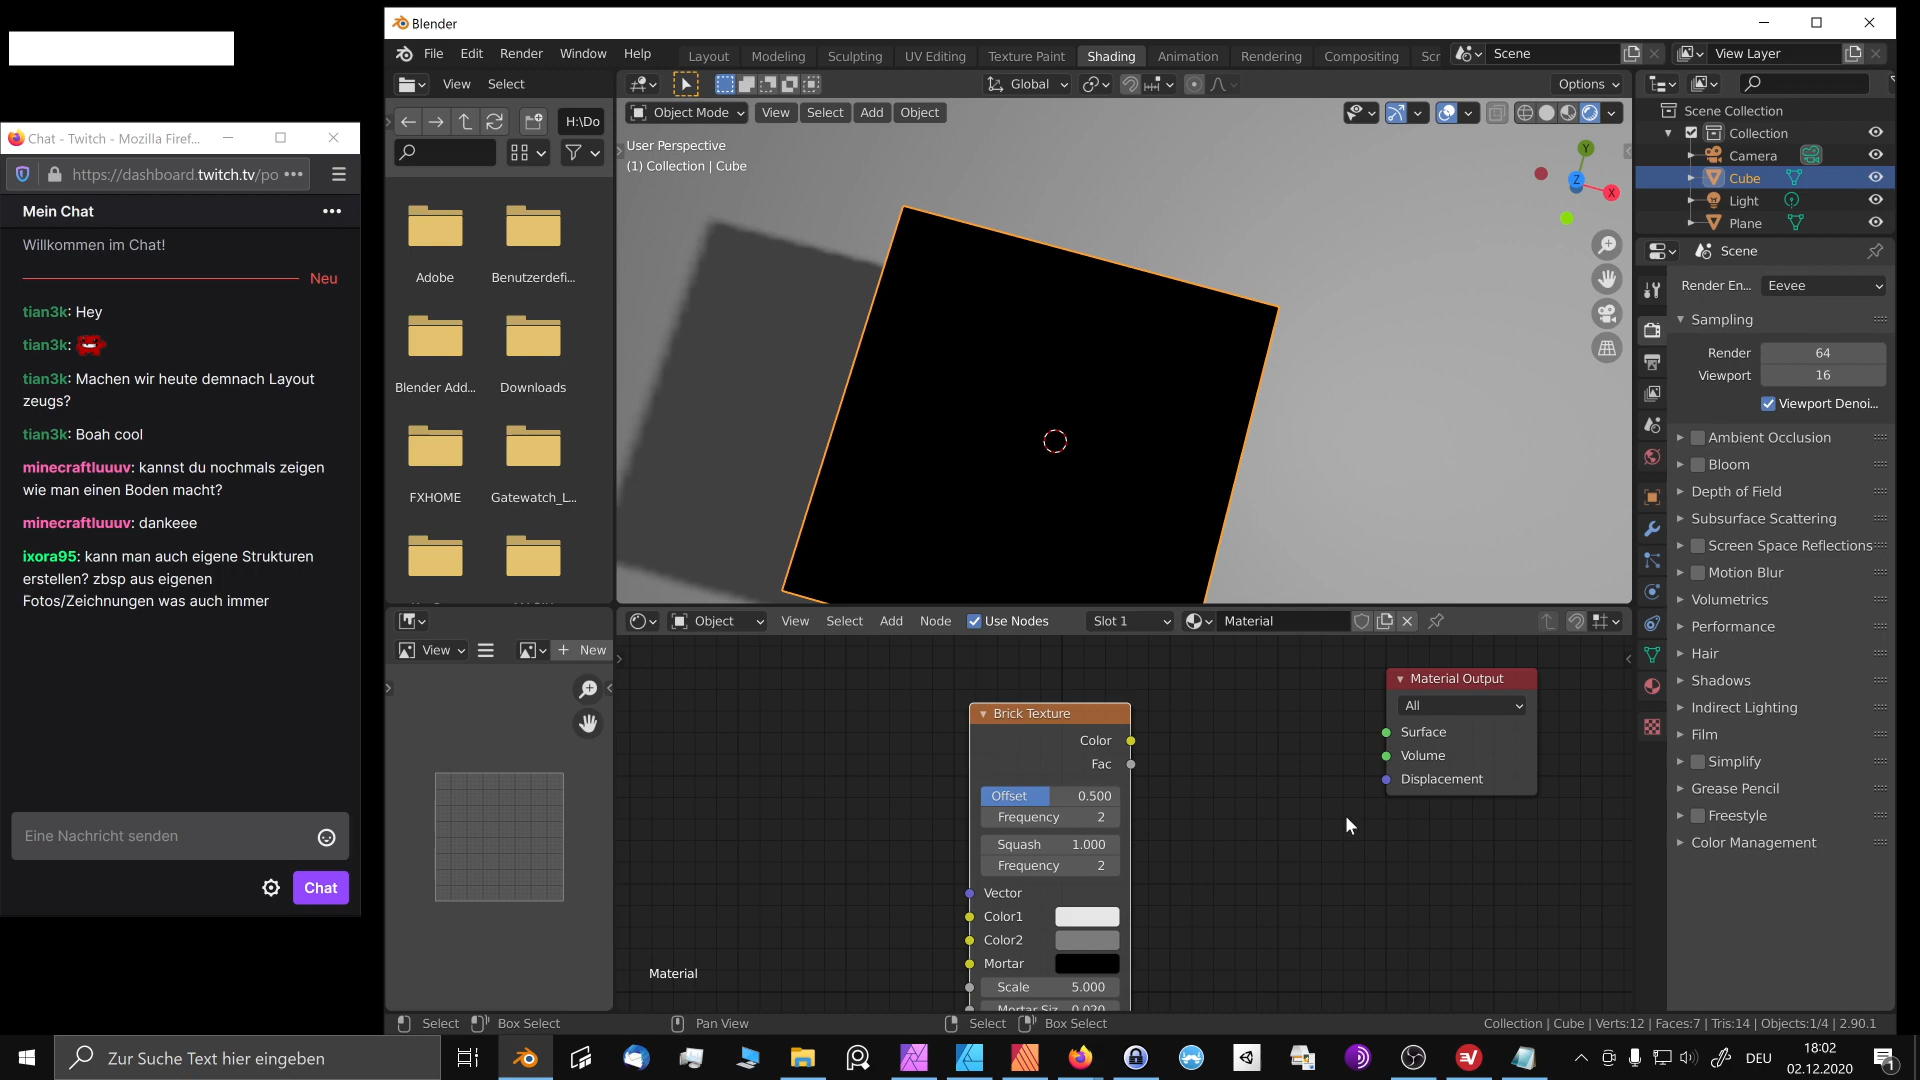 Chat - Twitch - Mozilla Firef...
https://dashboard.twitch.tv/po
Mein Chat
Willkommen im Chat!
Neu
tian3k: Hey
tian3k:
tian3k: Machen wir heute demnach Layout
zeugs?
tian3k: Boah cool
minecraftluuuv: kannst du nochmals zeigen
wie man einen Boden macht?
minecraftluuuv: dankeee
ixora95: kann man auch eigene Strukturen
erstellen? zbsp aus eigenen
Fotos/Zeichnungen was auch immer
Eine Nachricht senden
Chat
Blender
File Edit Render Window Help
Layout Modeling Sculpting UV Editing Texture Paint Shading Animation Rendering Compositing Scr
Scene
View Layer
View Select
H:\Do
Adobe
Benutzerdefi...
Blender Add...
Downloads
FXHOME
Gatewatch_L...
Global
Options
Object Mode View Select Add Object
User Perspective
(1) Collection | Cube
Y
Z
X
Scene Collection
Collection
Camera
Cube
Light
Plane
Scene
Render En... Eevee
Sampling
Render 64
Viewport 16
Viewport Denoi...
Ambient Occlusion
Bloom
Depth of Field
Subsurface Scattering
Screen Space Reflections
Motion Blur
Volumetrics
Performance
Hair
Shadows
Indirect Lighting
Film
Simplify
Grease Pencil
Freestyle
Color Management
View
New
Object View Select Add Node Use Nodes Slot 1 Material
Brick Texture
Color
Fac
Offset 0.500
Frequency 2
Squash 1.000
Frequency 2
Vector
Color1
Color2
Mortar
Scale 5.000
Mortar Siz 0.020
Material Output
All
Surface
Volume
Displacement
Material
Select Box Select Pan View Select Box Select
Collection | Cube | Verts:12 | Faces:7 | Tris:14 | Objects:1/4 | 2.90.1
Zur Suche Text hier eingeben
DEU
18:02
02.12.2020
1